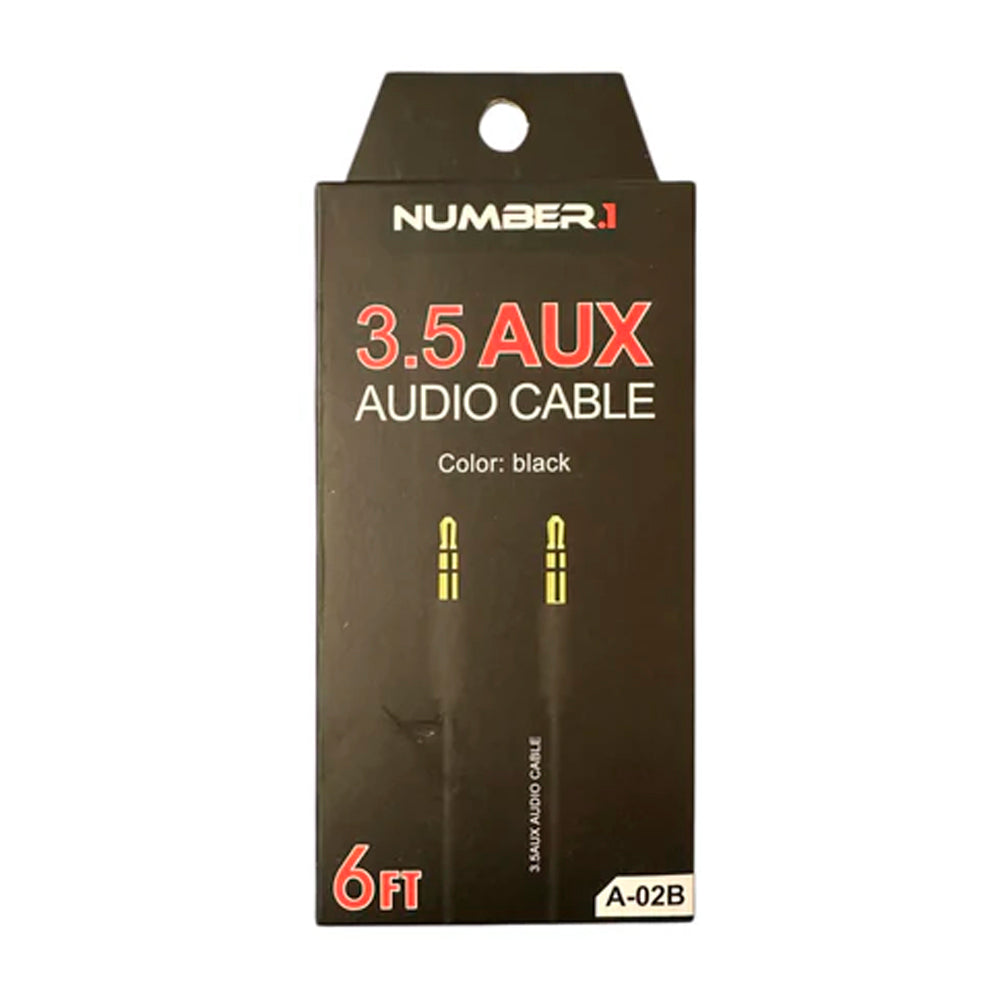 NUMBER.1
3.5 AUX
AUDIO CABLE
Color: black
3.5AUX AUDIO CABLE
6FT
A-02B